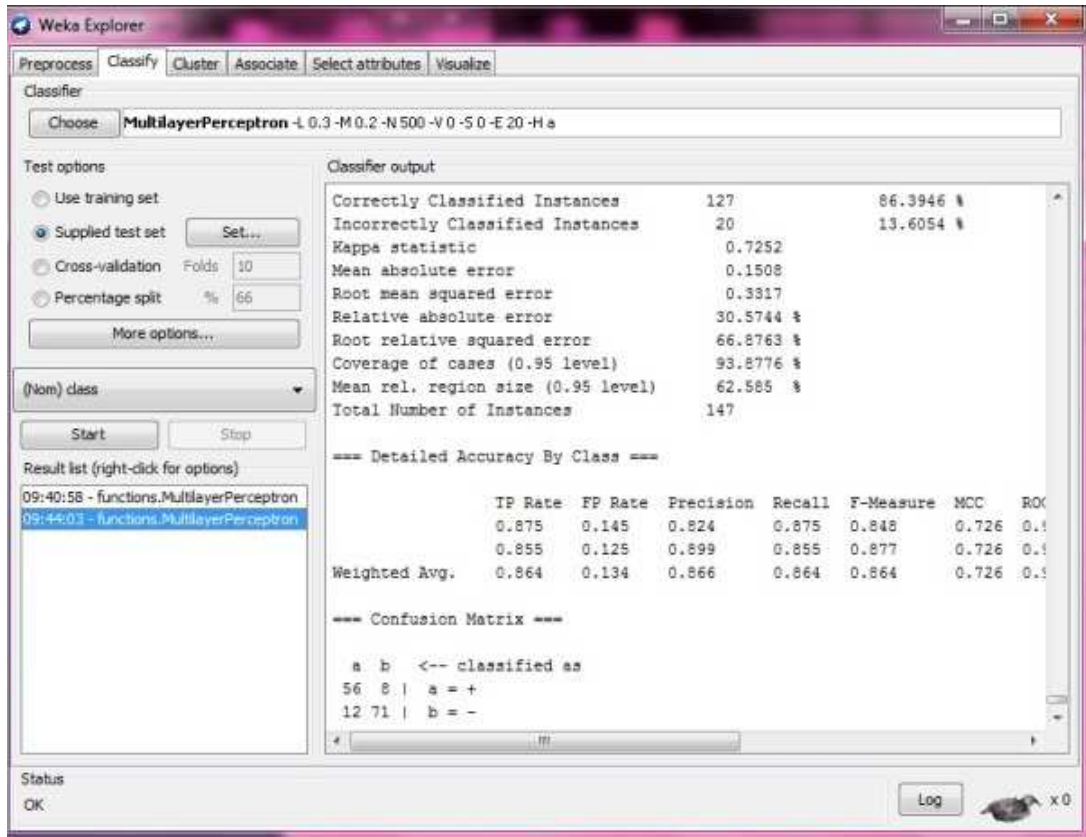 Weka Explorer
Preprocess Classify Cluster Associate Select attributes Visualize
Classifier
Choose MultilayerPerceptron -L 0.3 -M 0.2 -N 500 -V 0 -S 0 -E 20 -H a
Test options
Use training set
Supplied test set Set...
Cross-validation Folds 10
Percentage split % 66
More options...
(Nom) class
Start Stop
Result list (right-click for options)
09:40:58 - functions.MultilayerPerceptron
09:44:03 - functions.MultilayerPerceptron
Classifier output
Correctly Classified Instances 127 86.3946 %
Incorrectly Classified Instances 20 13.6054 %
Kappa statistic 0.7252
Mean absolute error 0.1508
Root mean squared error 0.3317
Relative absolute error 30.5744 %
Root relative squared error 66.8763 %
Coverage of cases (0.95 level) 93.8776 %
Mean rel. region size (0.95 level) 62.585 %
Total Number of Instances 147
=== Detailed Accuracy By Class ===
TP Rate FP Rate Precision Recall F-Measure MCC ROC
0.875 0.145 0.824 0.875 0.848 0.726 0.9
0.855 0.125 0.899 0.855 0.877 0.726 0.9
Weighted Avg. 0.864 0.134 0.866 0.864 0.864 0.726 0.9
=== Confusion Matrix ===
a b <-- classified as
56 8 | a = +
12 71 | b = -
Status
OK
Log x 0